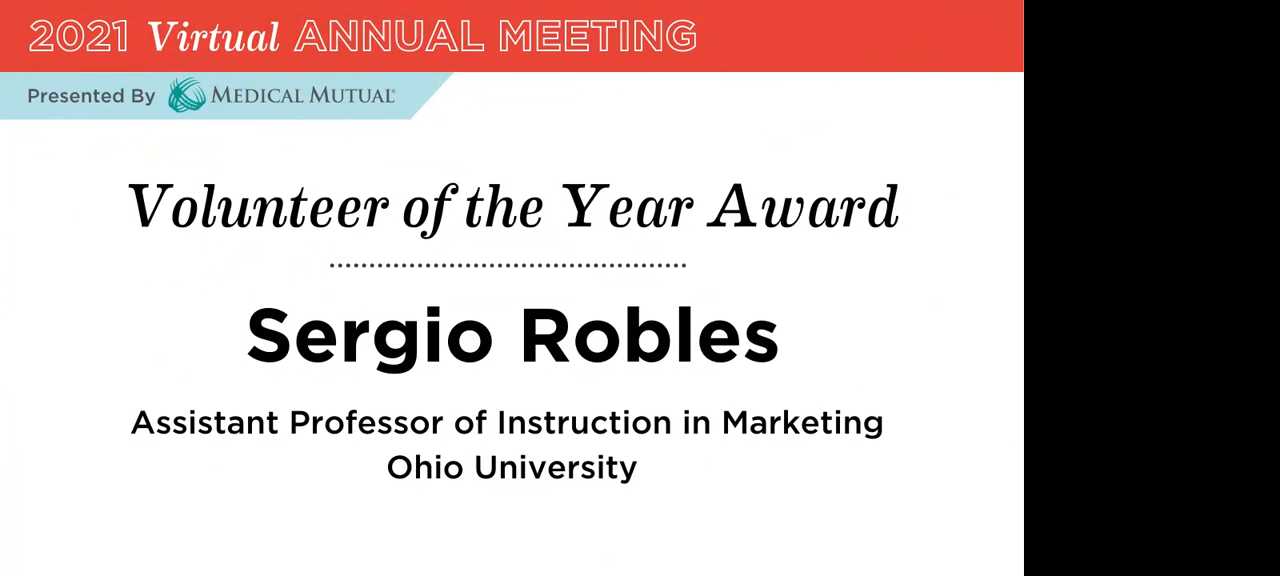 2021 Virtual ANNUAL MEETING
Presented By MEDICAL MUTUAL®
Volunteer of the Year Award
Sergio Robles
Assistant Professor of Instruction in Marketing
Ohio University